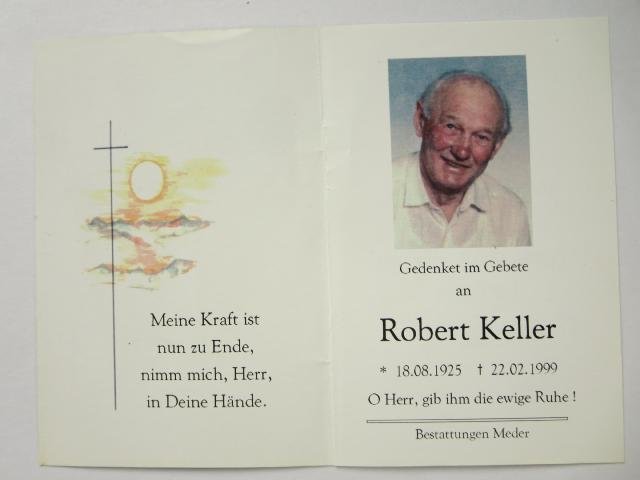 Meine Kraft ist
nun zu Ende,
nimm mich, Herr,
in Deine Hände.
Gedenket im Gebete
an
Robert Keller
* 18.08.1925 † 22.02.1999
O Herr, gib ihm die ewige Ruhe !
Bestattungen Meder